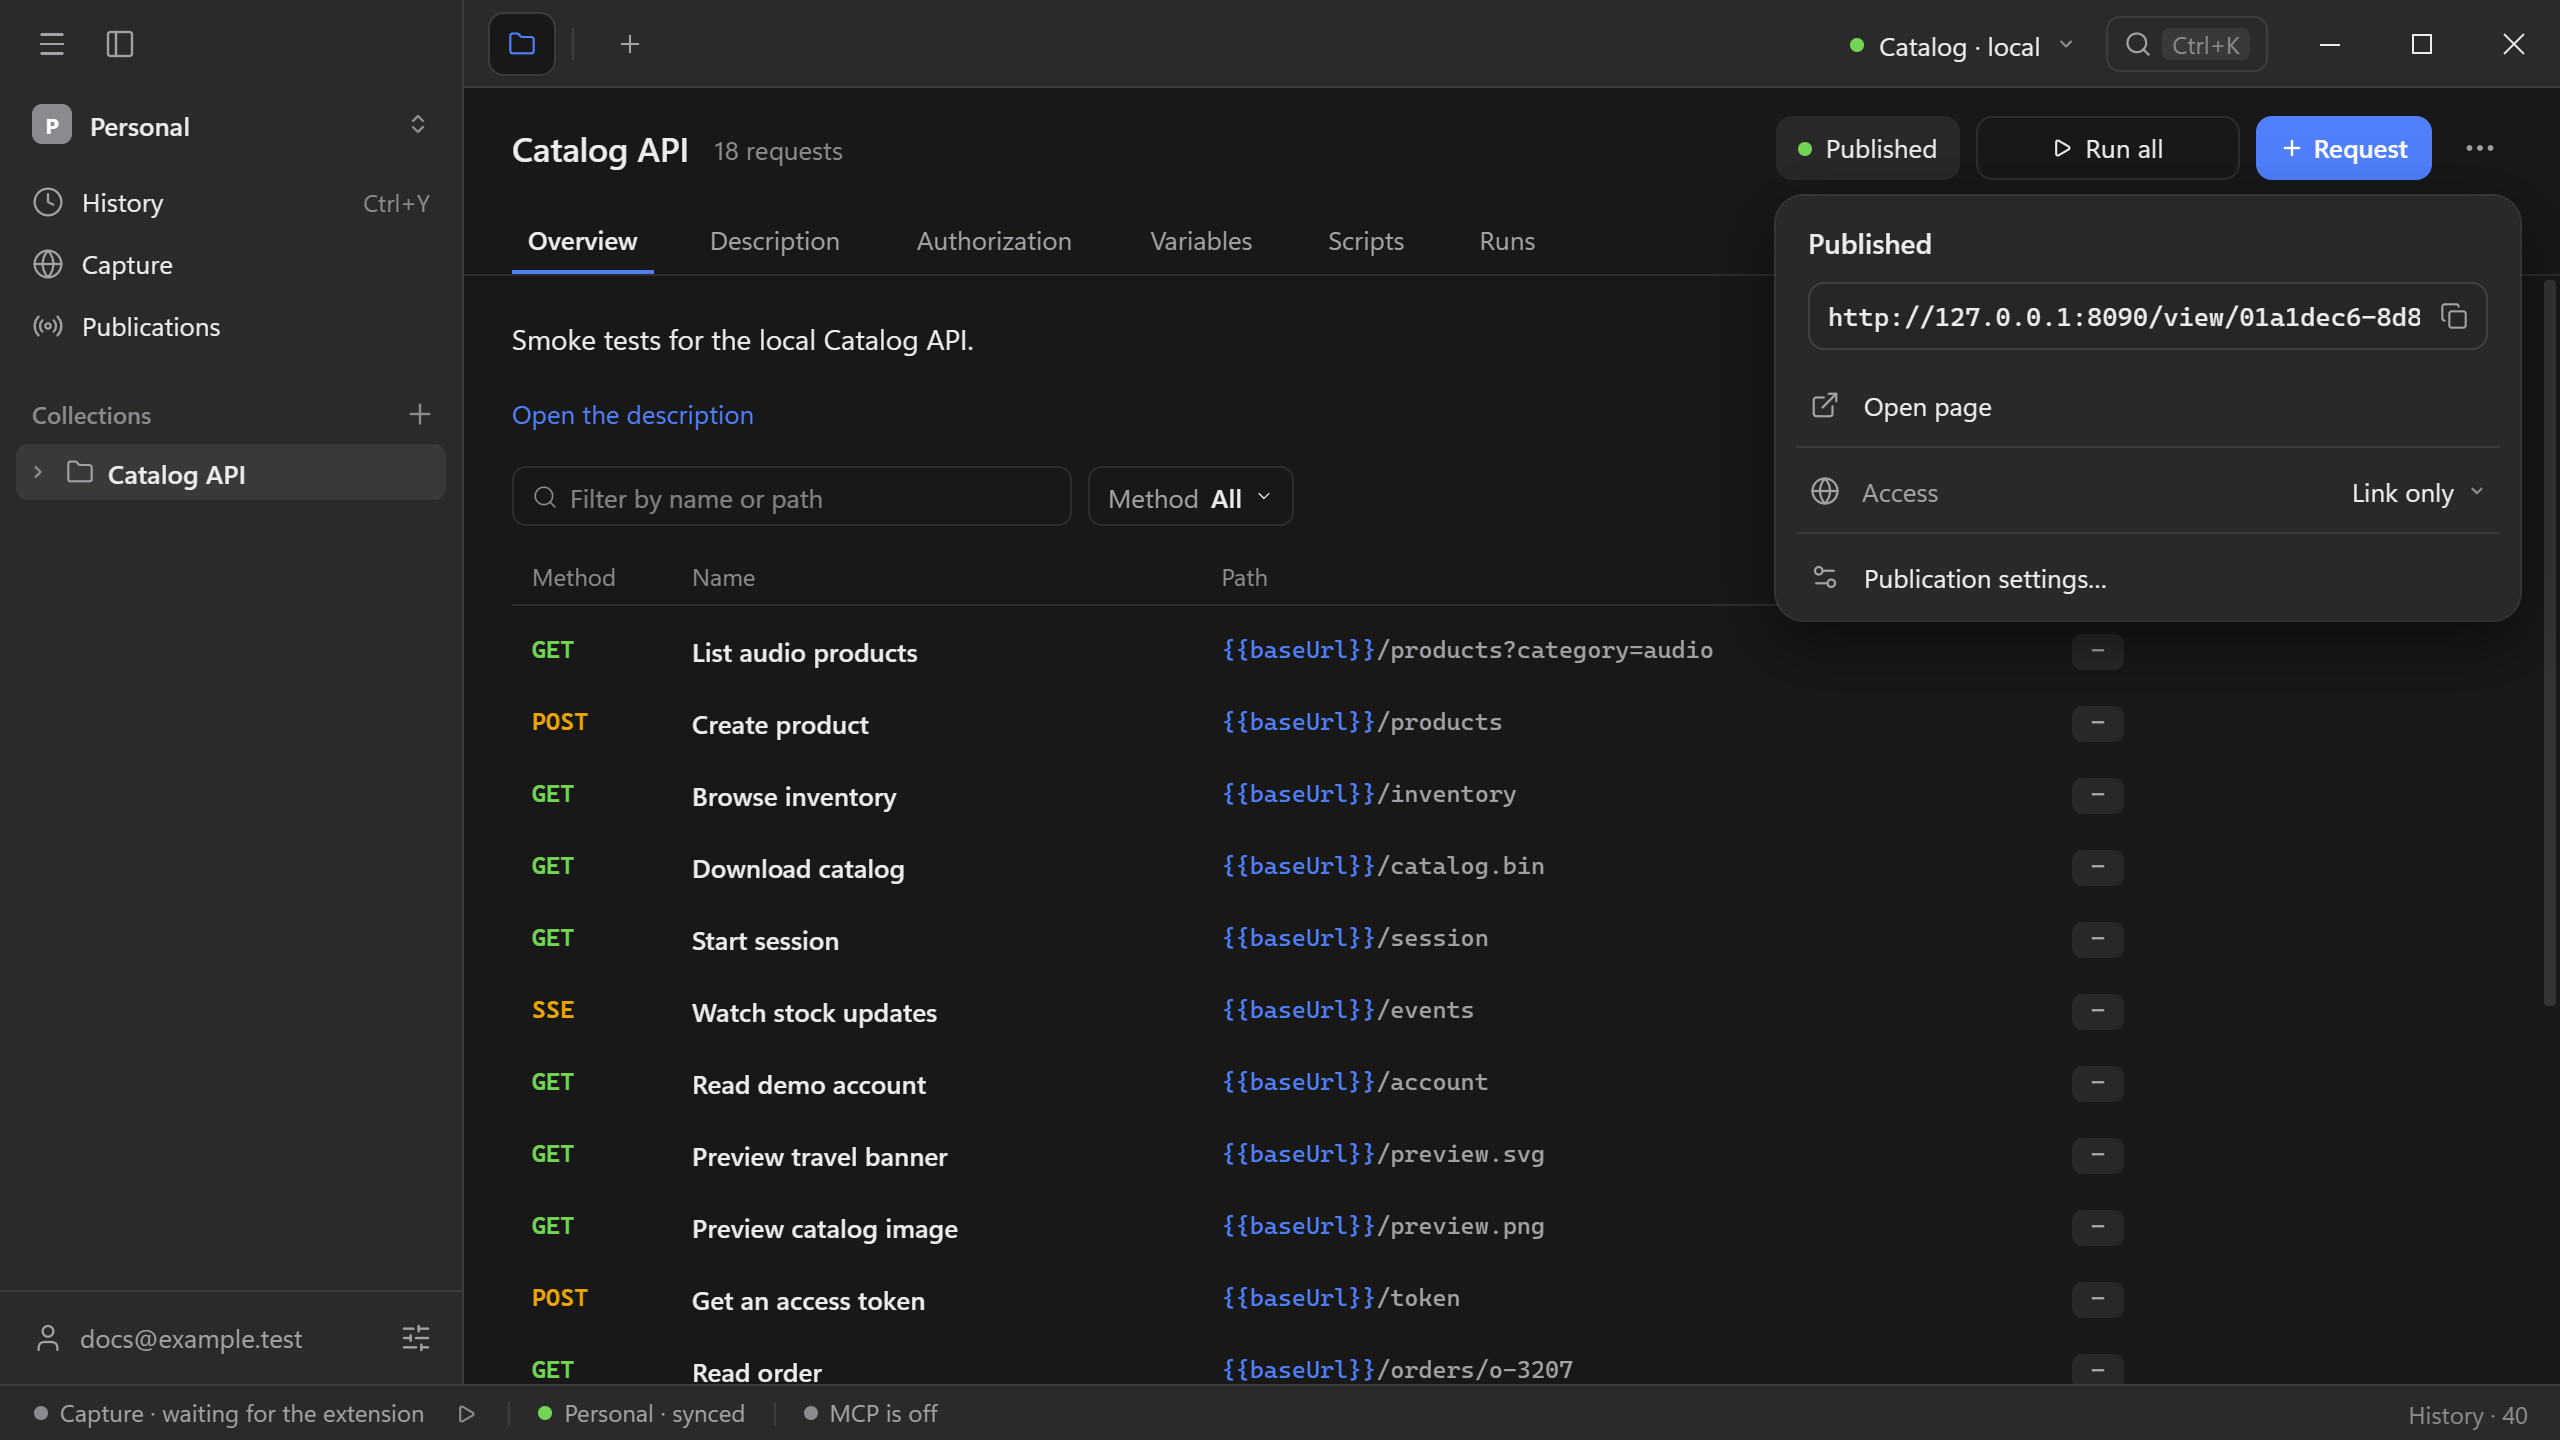 Catalog · local
Ctrl+K
P Personal
History Ctrl+Y
Capture
Publications
Collections
Catalog API
docs@example.test
Catalog API 18 requests
Published
Run all
Request
Overview Description Authorization Variables Scripts Runs
Smoke tests for the local Catalog API.
Open the description
Filter by name or path
Method All
Published
http://127.0.0.1:8090/view/01a1dec6-8d8
Open page
Access Link only
Publication settings...
Method Name Path
GET List audio products {{baseUrl}}/products?category=audio –
POST Create product {{baseUrl}}/products –
GET Browse inventory {{baseUrl}}/inventory –
GET Download catalog {{baseUrl}}/catalog.bin –
GET Start session {{baseUrl}}/session –
SSE Watch stock updates {{baseUrl}}/events –
GET Read demo account {{baseUrl}}/account –
GET Preview travel banner {{baseUrl}}/preview.svg –
GET Preview catalog image {{baseUrl}}/preview.png –
POST Get an access token {{baseUrl}}/token –
GET Read order {{baseUrl}}/orders/o-3207 –
Capture · waiting for the extension
Personal · synced
MCP is off
History · 40